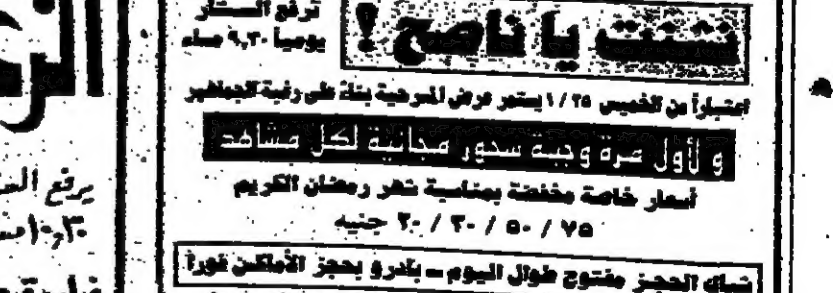 ترفع الستار
يا ناصح !
يومياً ٩,٣٠ مساء
اعتباراً من الخميس ١/٢٥ يستمر عرض المسرحية بناءً على رغبة الجماهير
و لأول مرة وجبة سحور مجانية لكل مشاهد
أسعار خاصة مخفضة بمناسبة شهر رمضان الكريم
٧٥ / ٥٠ / ٣٠ / ٢٠ جنيه
شباك الحجز مفتوح طوال اليوم – بادرو بحجز الأماكن فوراً
يرفع